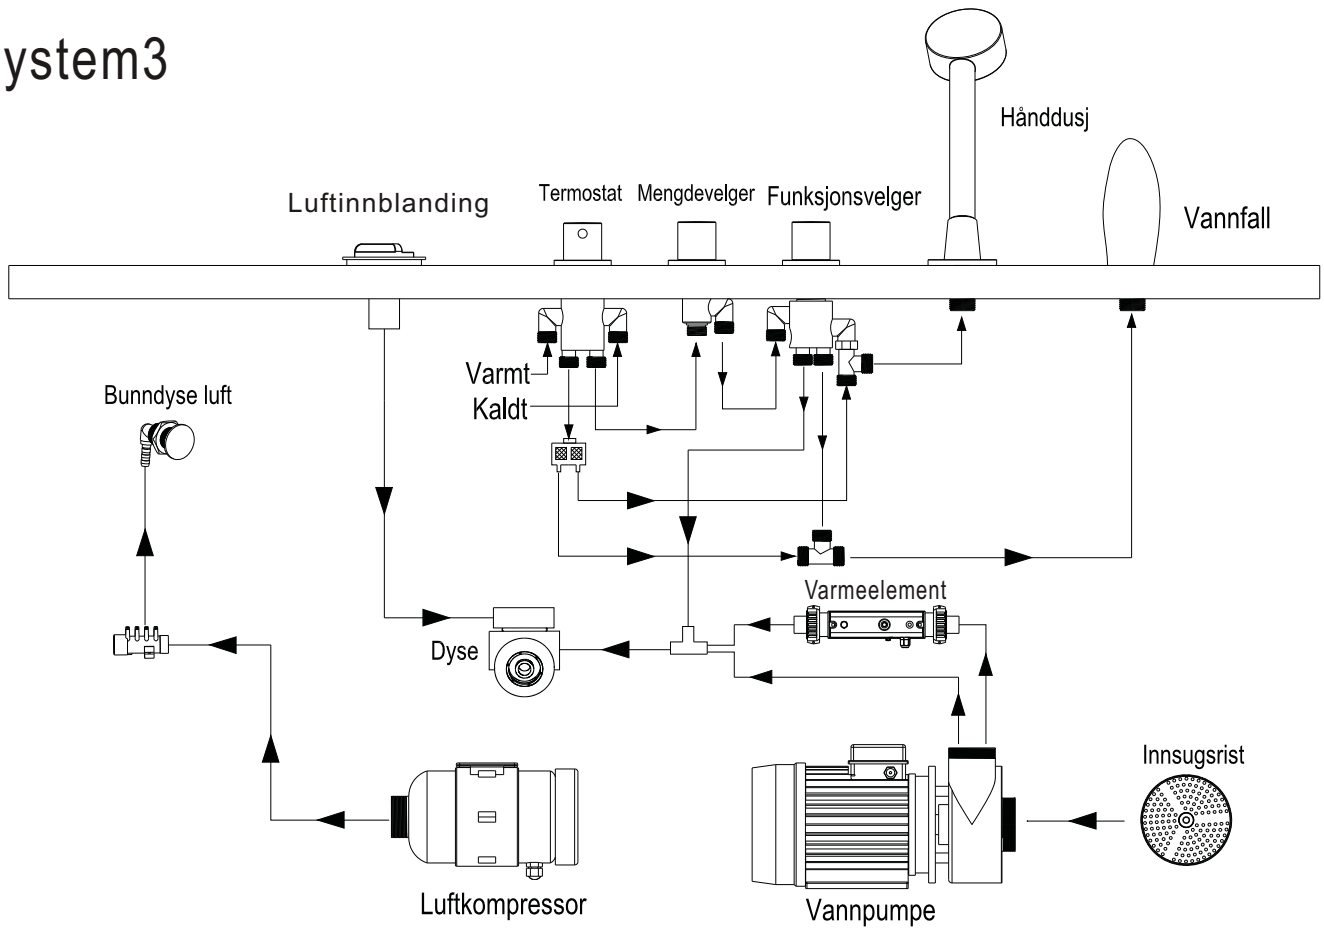 ystem3
Hånddusj
Luftinnblanding
Termostat
Mengdevelger
Funksjonsvelger
Vannfall
Varmt
Kaldt
Bunndyse luft
Varmeelement
Dyse
Innsugsrist
Luftkompressor
Vannpumpe